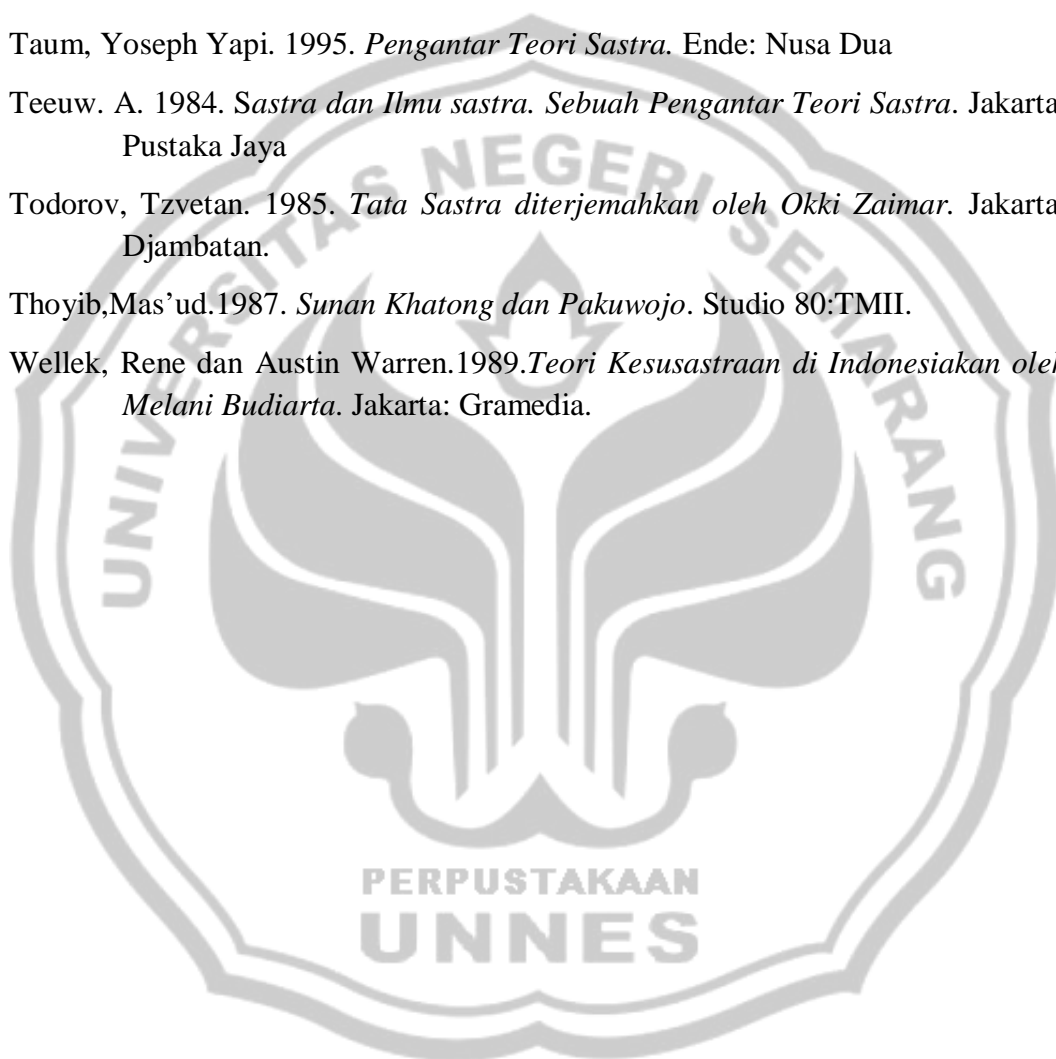 Taum, Yoseph Yapi. 1995. Pengantar Teori Sastra. Ende: Nusa Dua
Teeuw. A. 1984. Sastra dan Ilmu sastra. Sebuah Pengantar Teori Sastra. Jakarta
Pustaka Jaya
Todorov, Tzvetan. 1985. Tata Sastra diterjemahkan oleh Okki Zaimar. Jakarta
Djambatan.
Thoyib,Mas’ud.1987. Sunan Khatong dan Pakuwojo. Studio 80:TMII.
Wellek, Rene dan Austin Warren.1989.Teori Kesusastraan di Indonesiakan oleh
Melani Budiarta. Jakarta: Gramedia.
UNIVERSITAS NEGERI SEMARANG
PERPUSTAKAAN
UNNES